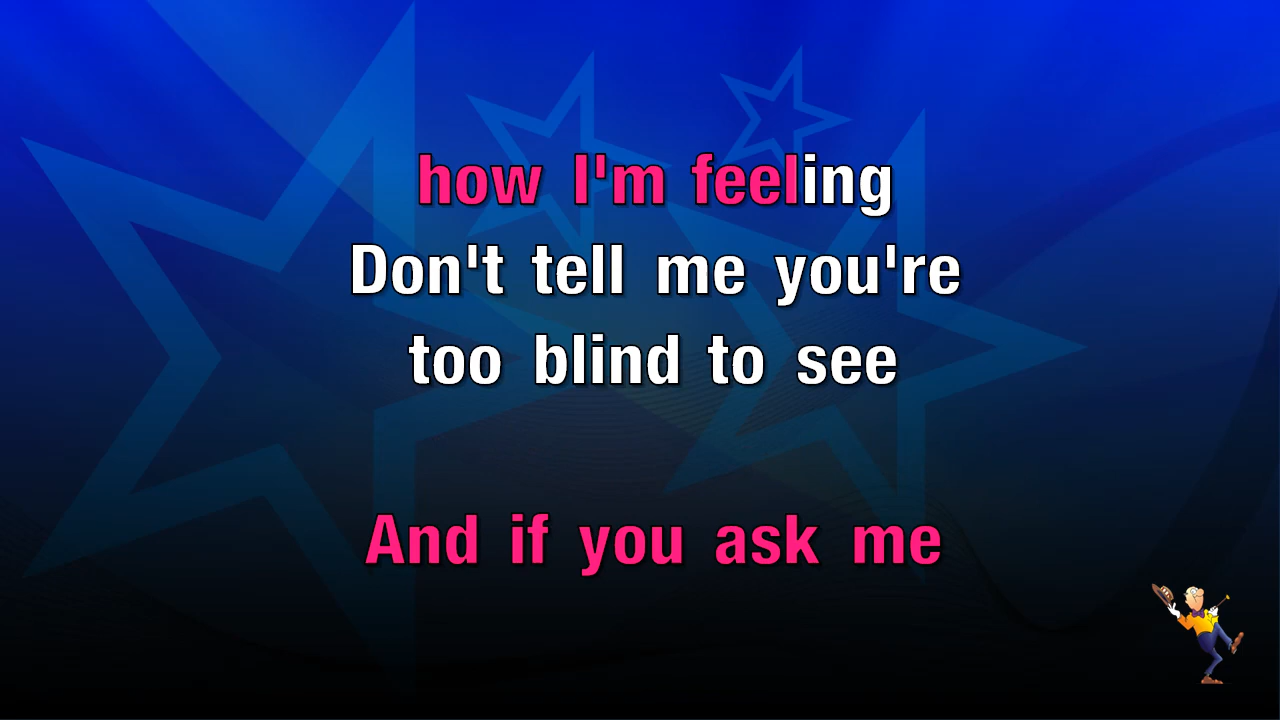 how I'm feeling
Don't tell me you're
too blind to see
And if you ask me